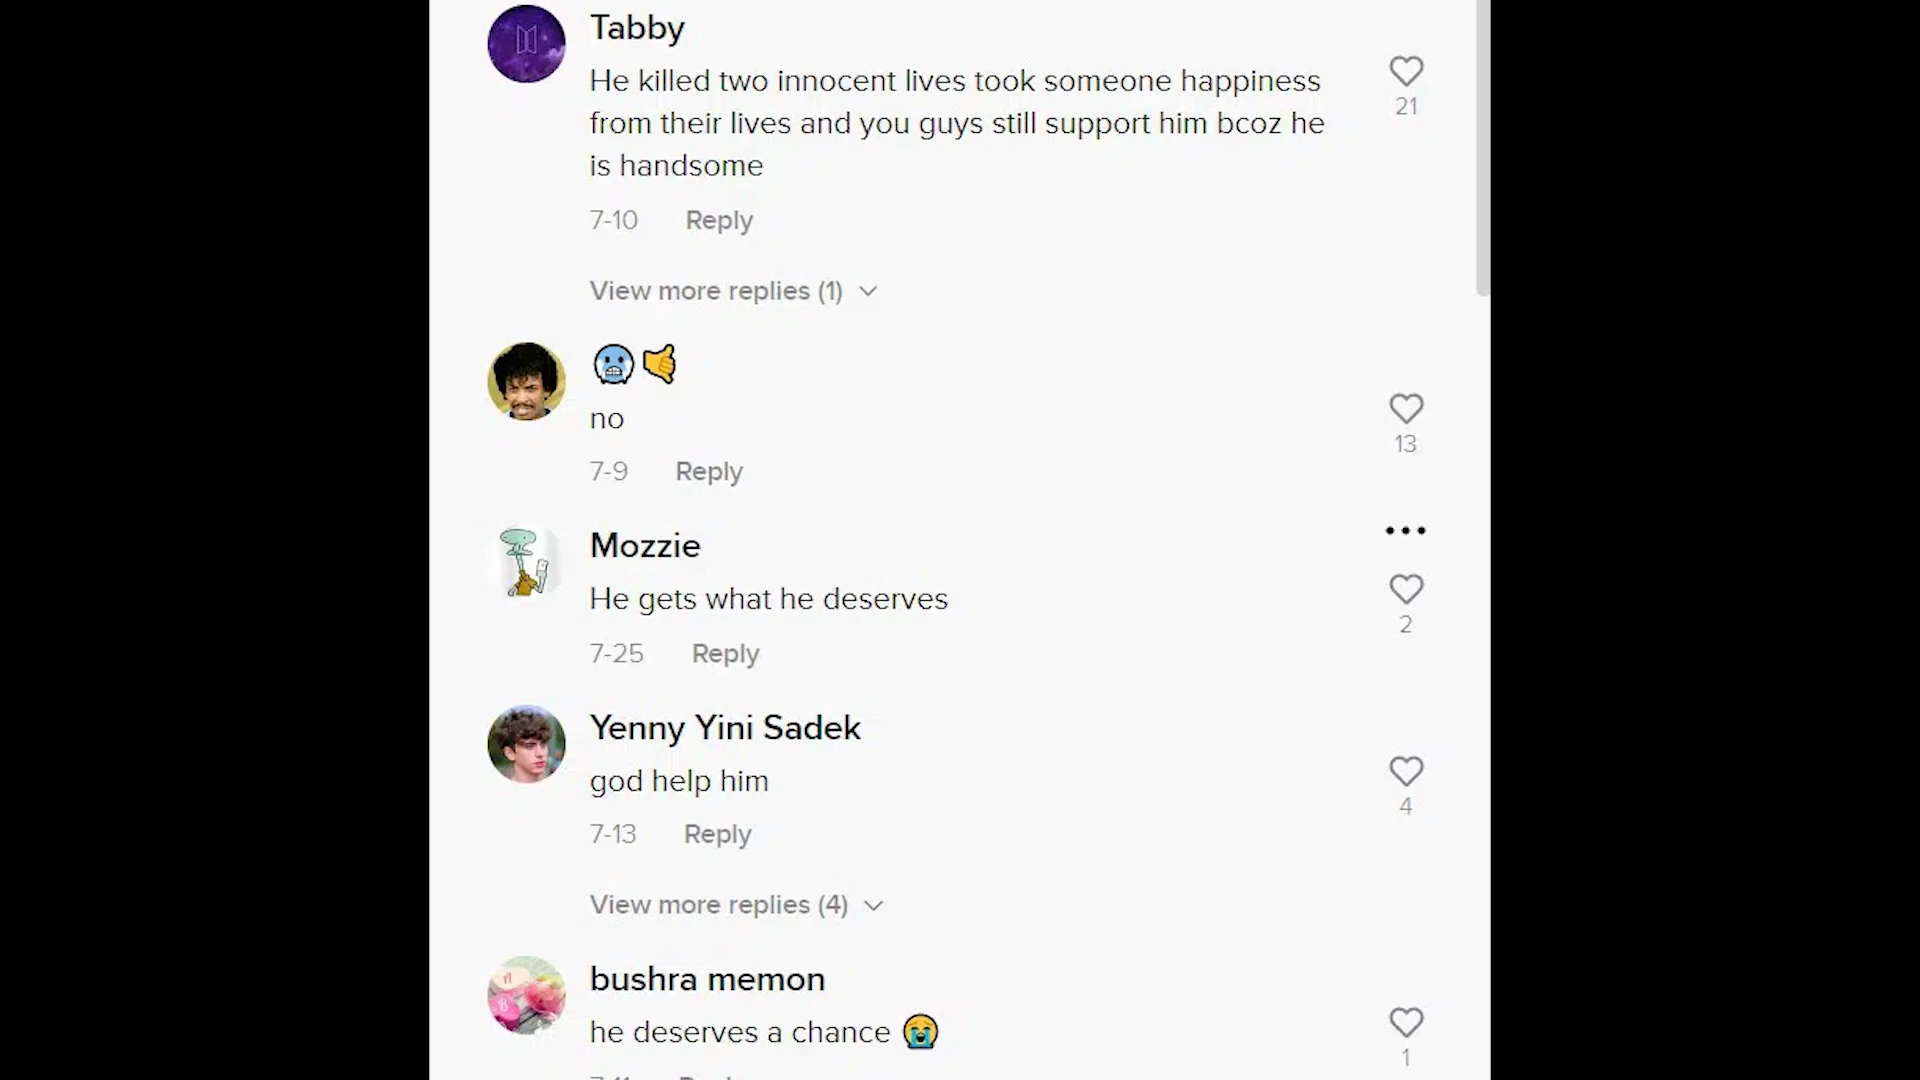 Tabby
He killed two innocent lives took someone happiness
from their lives and you guys still support him bcoz he
is handsome
21
7-10 Reply
View more replies (1)
🥶🤙
no
13
7-9 Reply
Mozzie
He gets what he deserves
2
7-25 Reply
Yenny Yini Sadek
god help him
4
7-13 Reply
View more replies (4)
bushra memon
he deserves a chance 😭
1